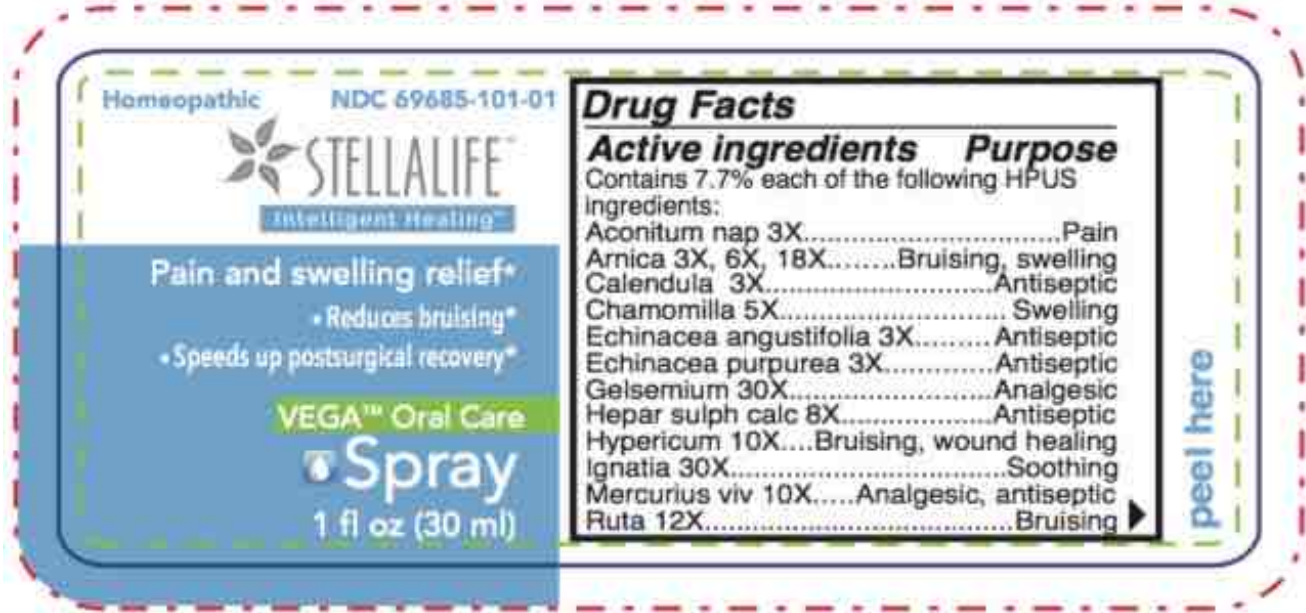 Homeopathic NDC 69685-101-01
STELLALIFE™
Intelligent Healing™
Pain and swelling relief*
• Reduces bruising*
• Speeds up postsurgical recovery*
VEGA™ Oral Care
Spray
1 fl oz (30 ml)
Drug Facts
Active ingredients Purpose
Contains 7.7% each of the following HPUS
ingredients:
Aconitum nap 3X..............................Pain
Arnica 3X, 6X, 18X........Bruising, swelling
Calendula 3X............................Antiseptic
Chamomilla 5X............................ Swelling
Echinacea angustifolia 3X.........Antiseptic
Echinacea purpurea 3X.............Antiseptic
Gelsemium 30X.........................Analgesic
Hepar sulph calc 8X..................Antiseptic
Hypericum 10X....Bruising, wound healing
Ignatia 30X..................................Soothing
Mercurius viv 10X.....Analgesic, antiseptic
Ruta 12X......................................Bruising
peel here